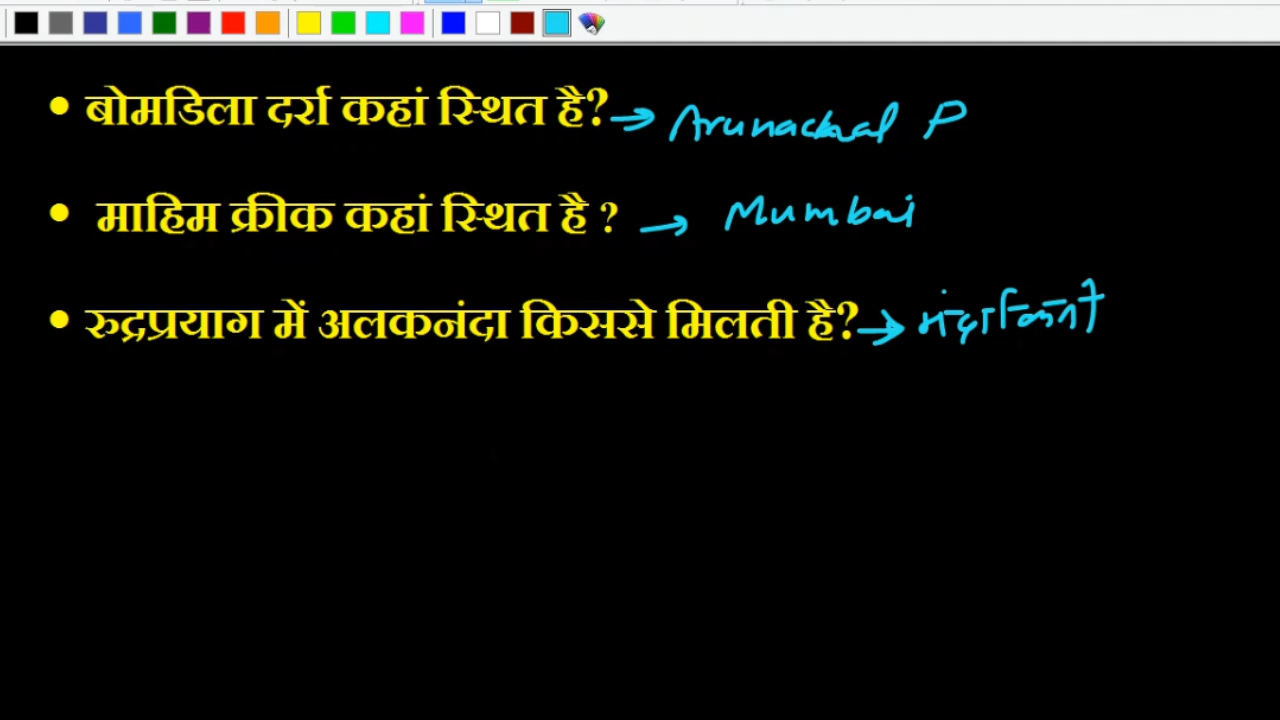 • बोमडिला दर्रा कहां स्थित है?→ Arunachal P
• माहिम क्रीक कहां स्थित है ? → Mumbai
• रुद्रप्रयाग में अलकनंदा किससे मिलती है?→ मंदाकिनी